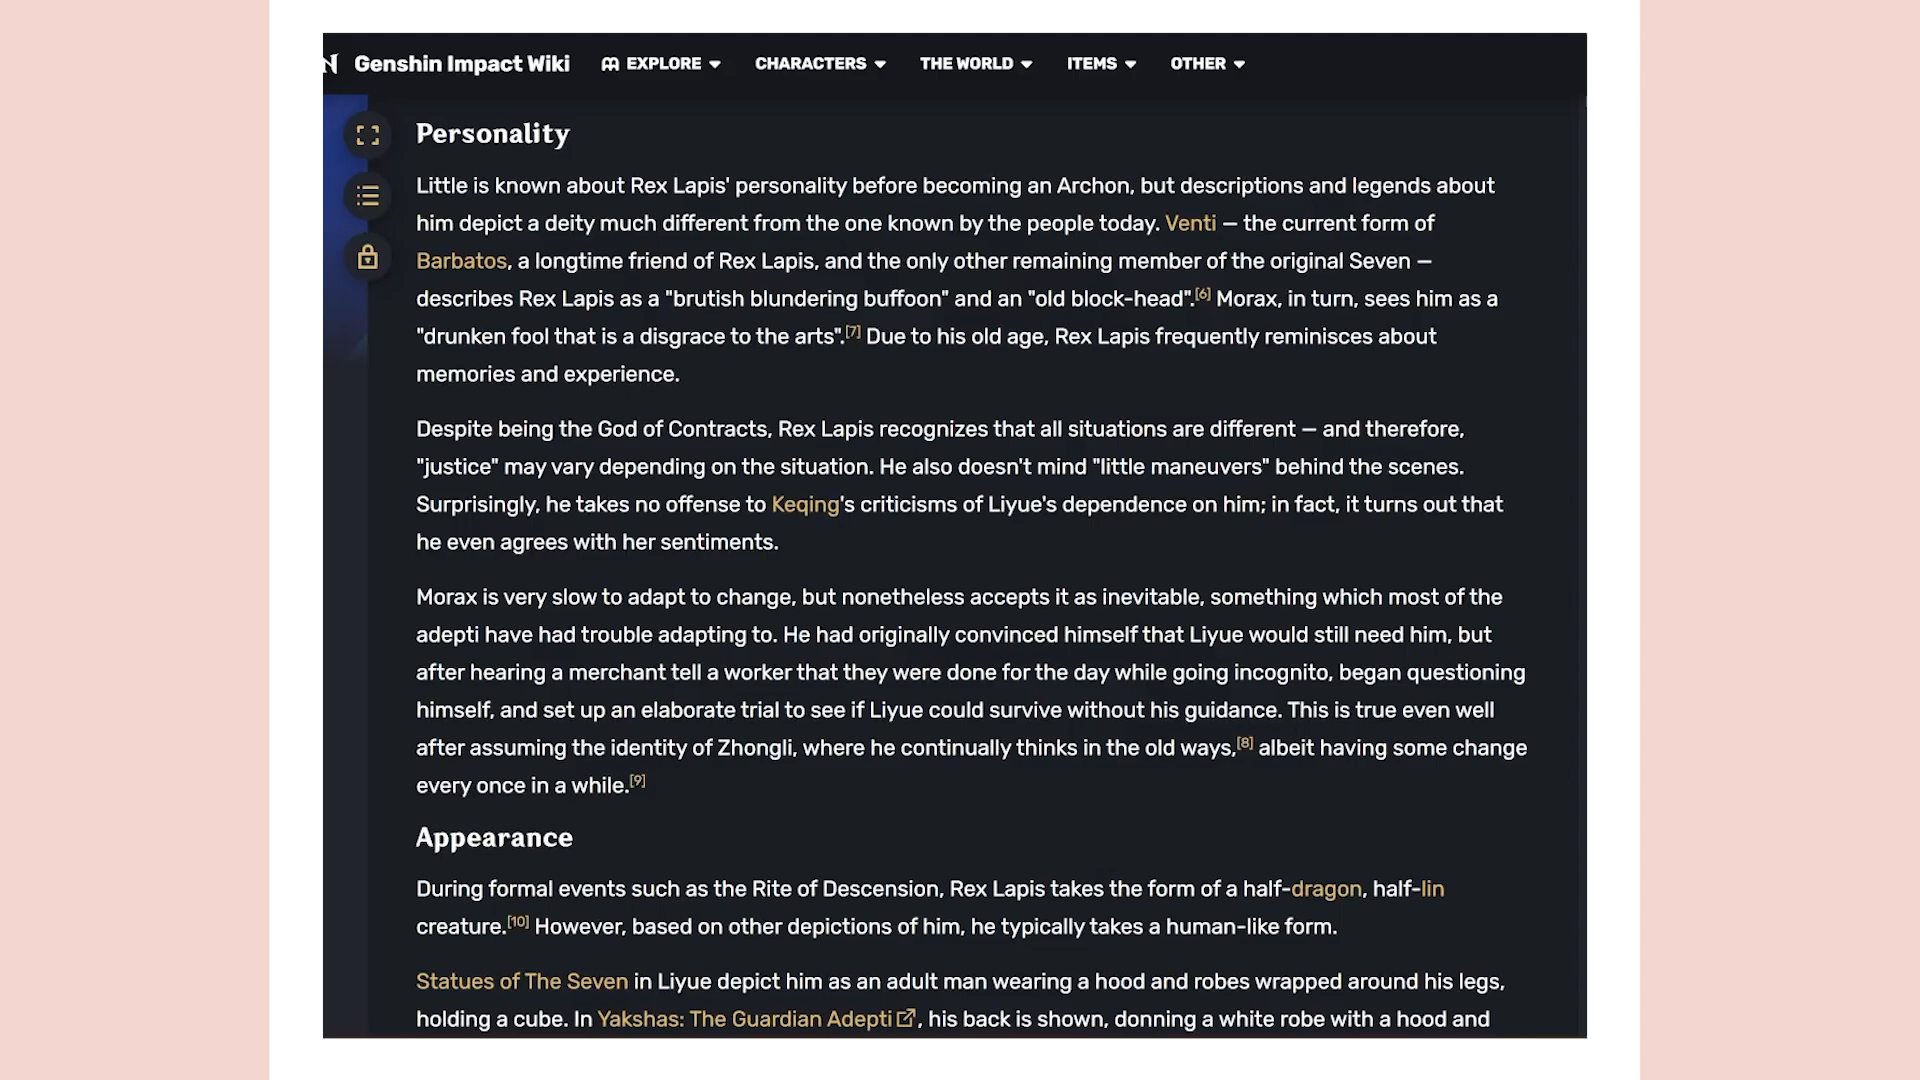 Genshin Impact Wiki EXPLORE CHARACTERS THE WORLD ITEMS OTHER
Personality
Little is known about Rex Lapis' personality before becoming an Archon, but descriptions and legends about
him depict a deity much different from the one known by the people today. Venti — the current form of
Barbatos, a longtime friend of Rex Lapis, and the only other remaining member of the original Seven —
describes Rex Lapis as a "brutish blundering buffoon" and an "old block-head".[6] Morax, in turn, sees him as a
"drunken fool that is a disgrace to the arts".[7] Due to his old age, Rex Lapis frequently reminisces about
memories and experience.
Despite being the God of Contracts, Rex Lapis recognizes that all situations are different — and therefore,
"justice" may vary depending on the situation. He also doesn't mind "little maneuvers" behind the scenes.
Surprisingly, he takes no offense to Keqing's criticisms of Liyue's dependence on him; in fact, it turns out that
he even agrees with her sentiments.
Morax is very slow to adapt to change, but nonetheless accepts it as inevitable, something which most of the
adepti have had trouble adapting to. He had originally convinced himself that Liyue would still need him, but
after hearing a merchant tell a worker that they were done for the day while going incognito, began questioning
himself, and set up an elaborate trial to see if Liyue could survive without his guidance. This is true even well
after assuming the identity of Zhongli, where he continually thinks in the old ways,[8] albeit having some change
every once in a while.[9]
Appearance
During formal events such as the Rite of Descension, Rex Lapis takes the form of a half-dragon, half-lin
creature.[10] However, based on other depictions of him, he typically takes a human-like form.
Statues of The Seven in Liyue depict him as an adult man wearing a hood and robes wrapped around his legs,
holding a cube. In Yakshas: The Guardian Adepti, his back is shown, donning a white robe with a hood and